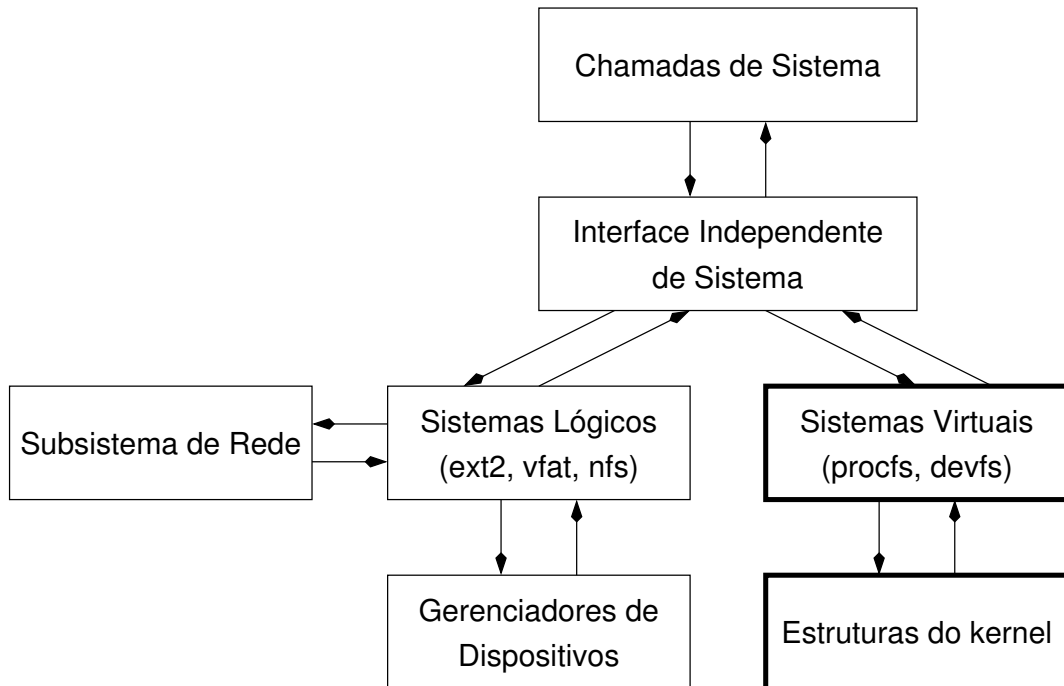 Chamadas de Sistema
Interface Independente
de Sistema
Subsistema de Rede
Sistemas Lógicos
(ext2, vfat, nfs)
Sistemas Virtuais
(procfs, devfs)
Gerenciadores de
Dispositivos
Estruturas do kernel